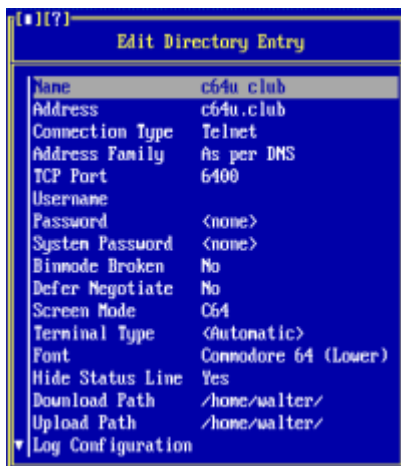 [■][?]
Edit Directory Entry
Name c64u club
Address c64u.club
Connection Type Telnet
Address Family As per DNS
TCP Port 6400
Username
Password <none>
System Password <none>
Binmode Broken No
Defer Negotiate No
Screen Mode C64
Terminal Type <Automatic>
Font Commodore 64 (Lower)
Hide Status Line Yes
Download Path /home/walter/
Upload Path /home/walter/
▼ Log Configuration